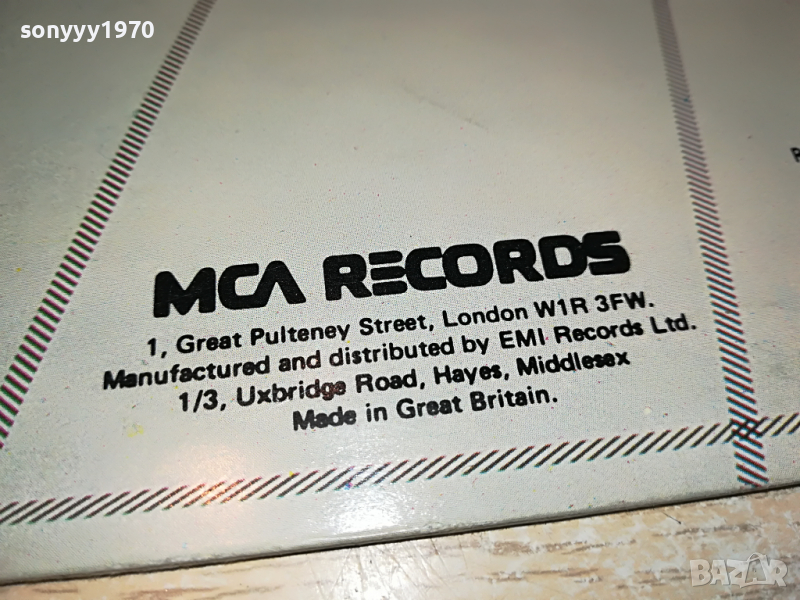 sonyyy1970
MCA RECORDS
1, Great Pulteney Street, London W1R 3FW.
Manufactured and distributed by EMI Records Ltd.
1/3, Uxbridge Road, Hayes, Middlesex
Made in Great Britain.
BAZAR